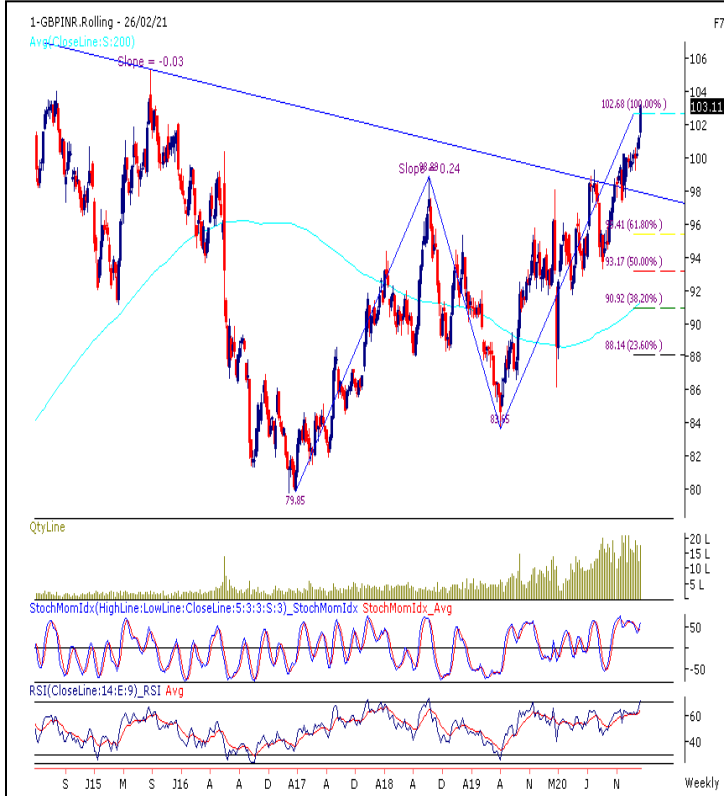 1-GBPINR.Rolling - 26/02/21
F7
Avg(CloseLine:S:200)
Slope = -0.03
106
104
102.68 (100.00% )
103.11
102
100
Slope = 0.24
98
96
61.80% )
94
93.17 (50.00% )
92
90.92 (38.20% )
90
88.14 (23.60% )
88
86
84
82
80
79.85
QtyLine
20 L
15 L
10 L
5 L
StochMomIdx(HighLine:LowLine:CloseLine:5:3:3:S:3)_StochMomIdx StochMomIdx_Avg
50
-50
RSI(CloseLine:14:E:9)_RSI Avg
60
40
S J15 M S J16 A A D A17 A D A18 A D A19 A N M20 J N Weekly